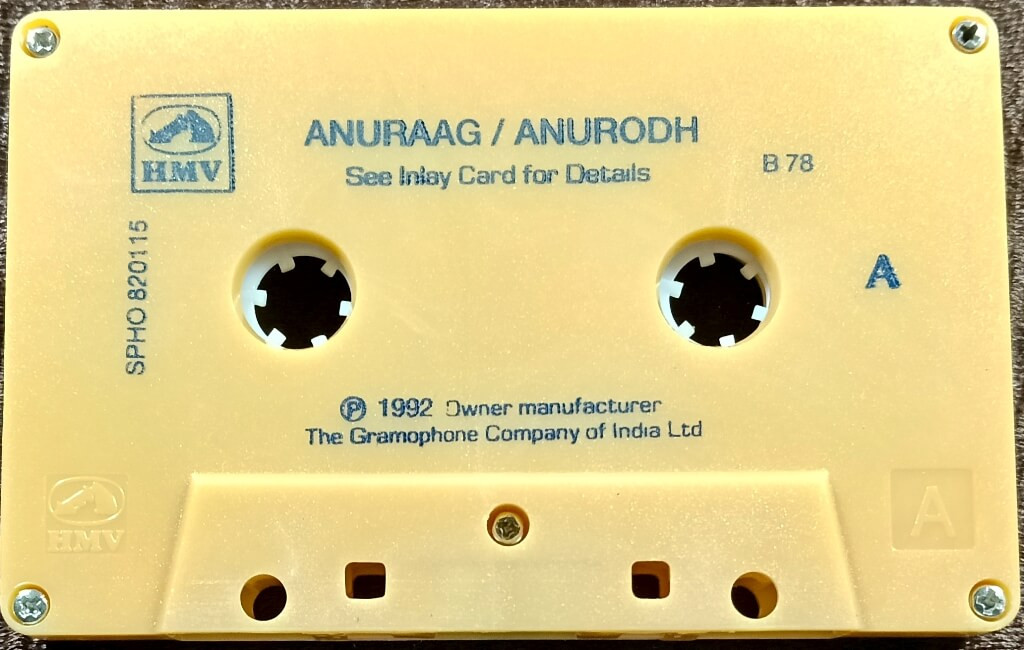 HMV
ANURAAG / ANURODH
See Inlay Card for Details
B 78
SPHO 820115
A
℗ 1992 Owner manufacturer
The Gramophone Company of India Ltd
HMV
A